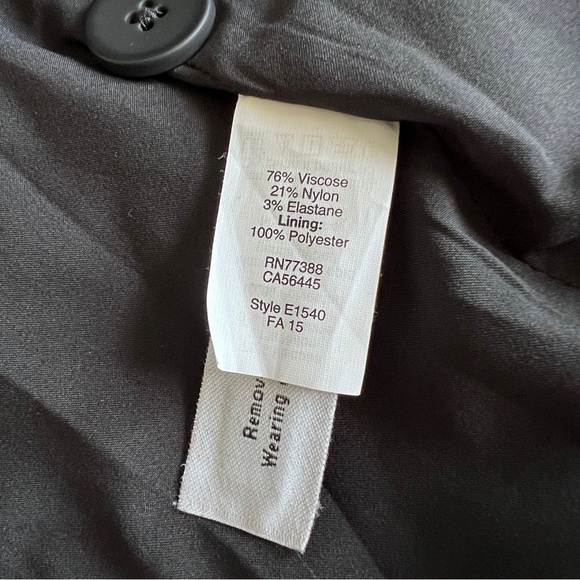 76% Viscose
21% Nylon
3% Elastane
Lining:
100% Polyester
RN77388
CA56445
Style E1540
FA 15
Remov
Wearing